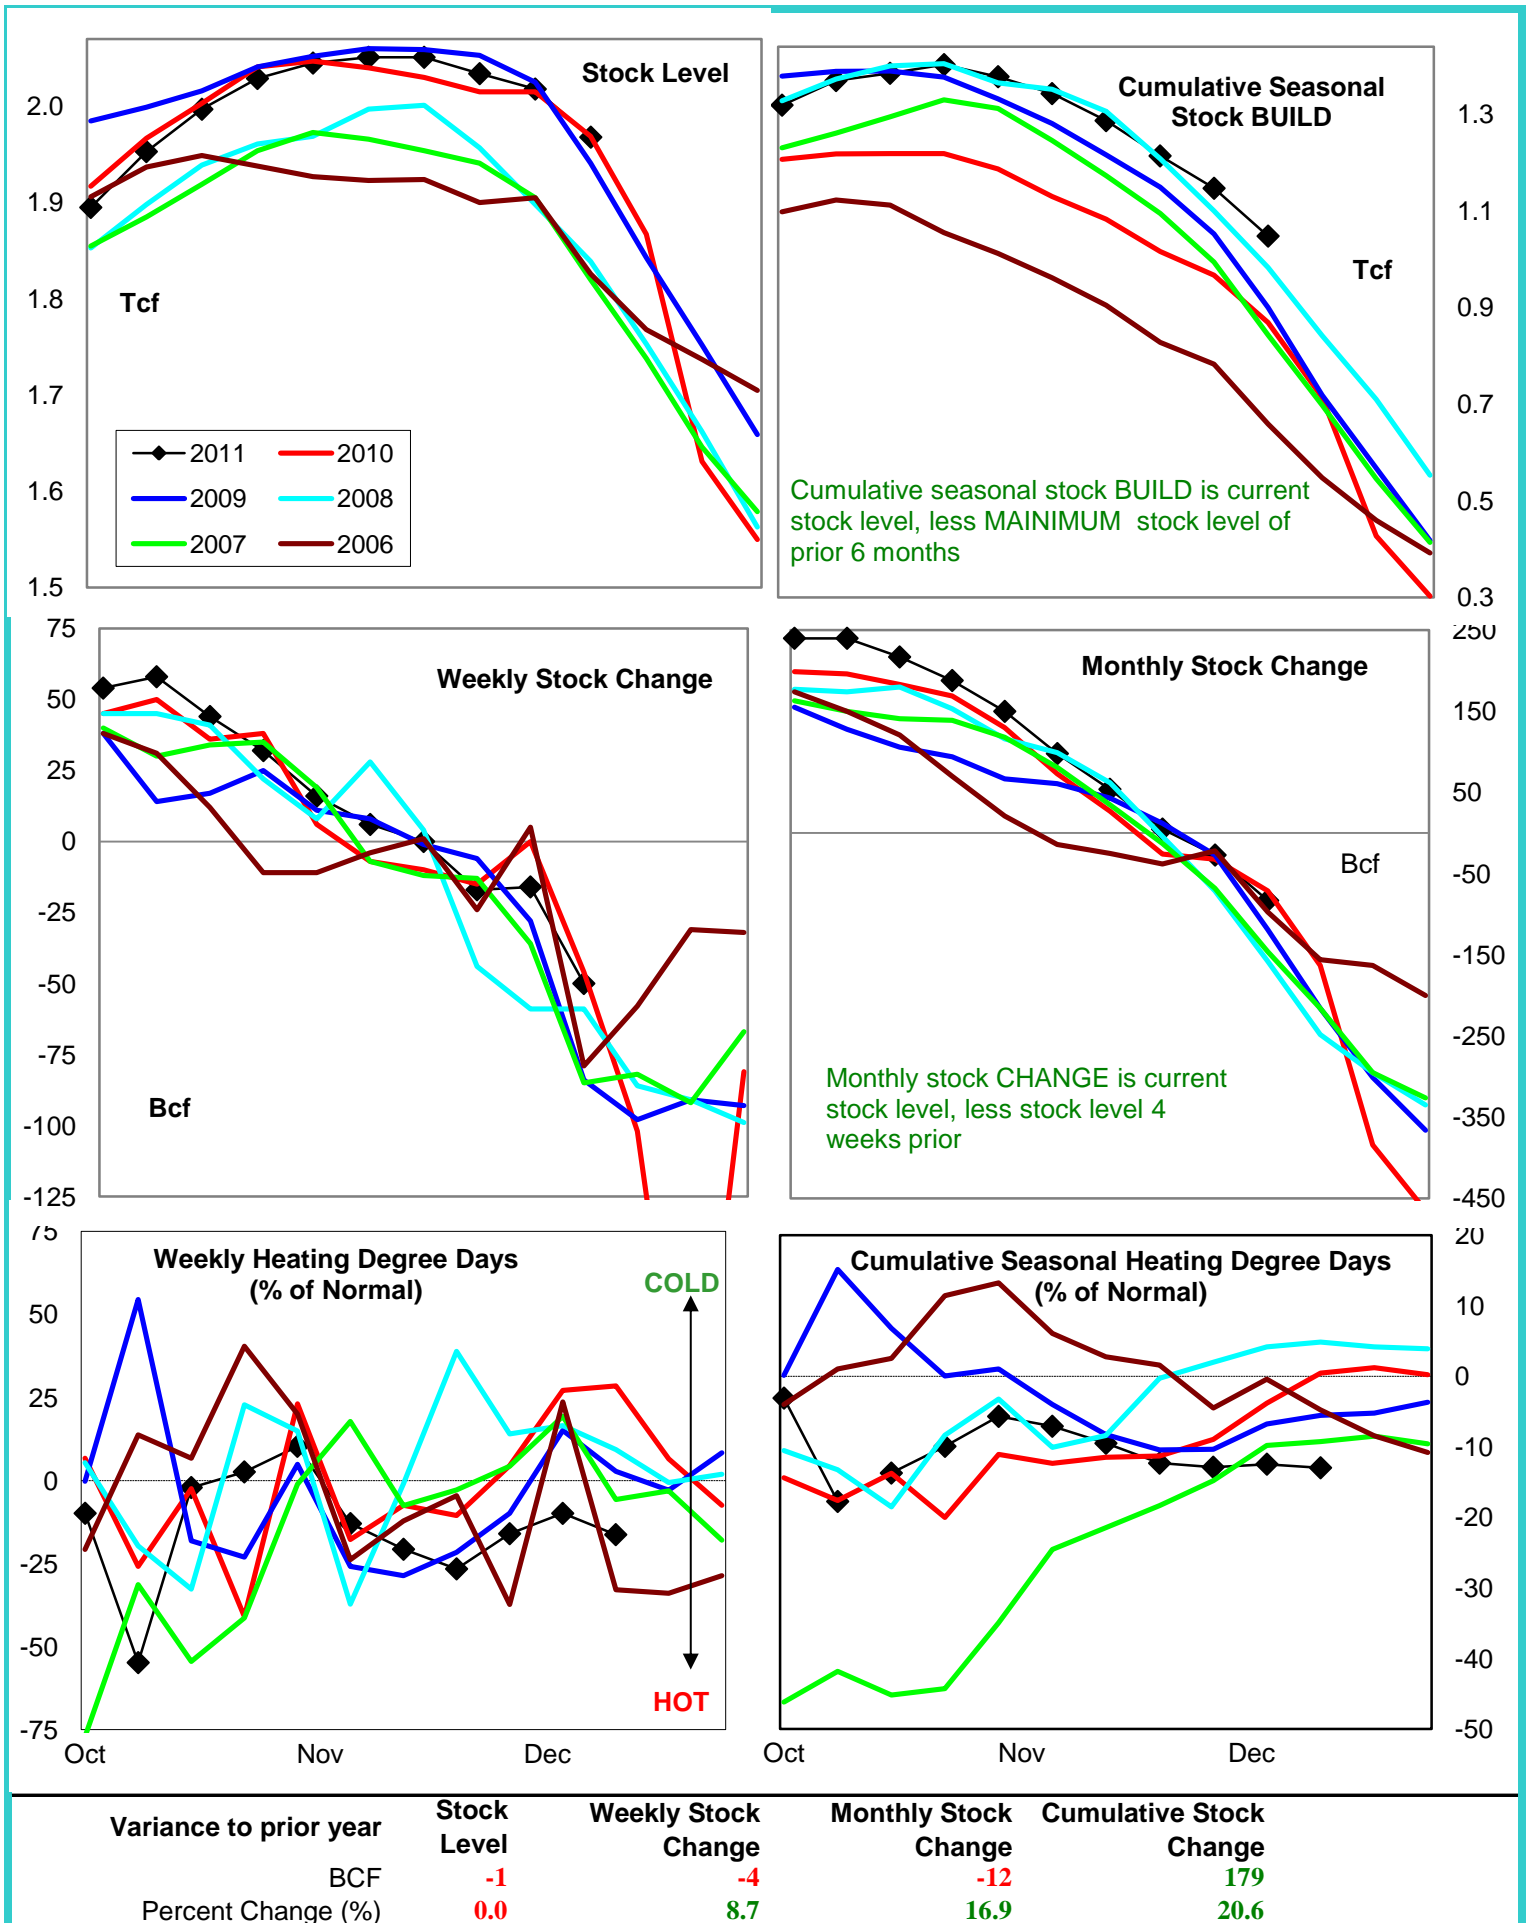 Stock Level
2.0
1.9
1.8
1.7
1.6
1.5
Tcf
2011
2010
2009
2008
2007
2006
Cumulative Seasonal
Stock BUILD
1.3
1.1
0.9
0.7
0.5
0.3
Tcf
Cumulative seasonal stock BUILD is current
stock level, less MAINIMUM stock level of
prior 6 months
Weekly Stock Change
75
50
25
0
-25
-50
-75
-100
-125
Bcf
Monthly Stock Change
250
150
50
-50
-150
-250
-350
-450
Bcf
Monthly stock CHANGE is current
stock level, less stock level 4
weeks prior
Weekly Heating Degree Days
(% of Normal)
75
50
25
0
-25
-50
-75
COLD
HOT
Oct
Nov
Dec
Cumulative Seasonal Heating Degree Days
(% of Normal)
20
10
0
-10
-20
-30
-40
-50
Oct
Nov
Dec
Variance to prior year
Stock
Level
Weekly Stock
Change
Monthly Stock
Change
Cumulative Stock
Change
BCF -1 -4 -12 179
Percent Change (%) 0.0 8.7 16.9 20.6